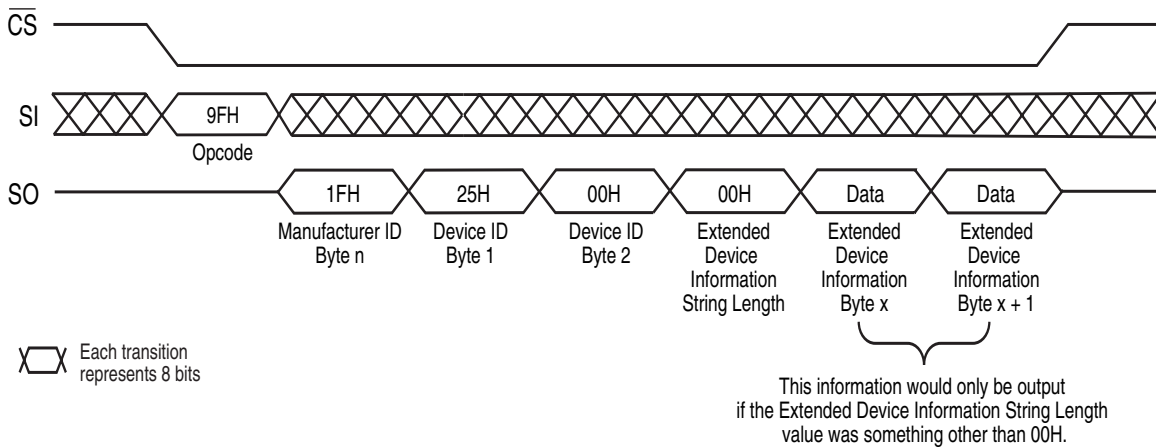 CS
SI
9FH
Opcode
SO
1FH
25H
00H
00H
Data
Data
Manufacturer ID
Byte n
Device ID
Byte 1
Device ID
Byte 2
Extended
Device
Information
String Length
Extended
Device
Information
Byte x
Extended
Device
Information
Byte x + 1
Each transition
represents 8 bits
This information would only be output
if the Extended Device Information String Length
value was something other than 00H.